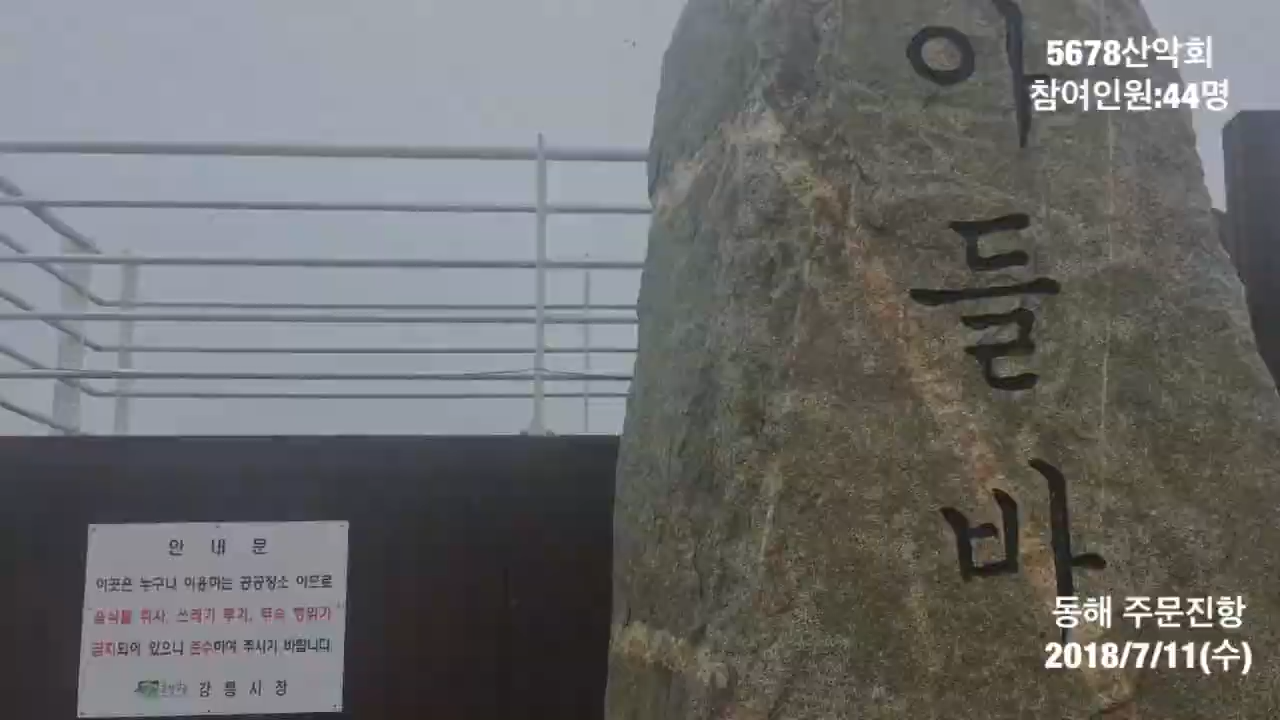 5678산악회
참여인원:44명
아
들
바
안 내 문
이곳은 누구나 이용하는 공공장소 이므로
음식물 취사, 쓰레기 투기, 텐트 행위가
금지되어 있으니 준수하여 주시기 바랍니다.
강 릉 시 장
동해 주문진항
2018/7/11(수)